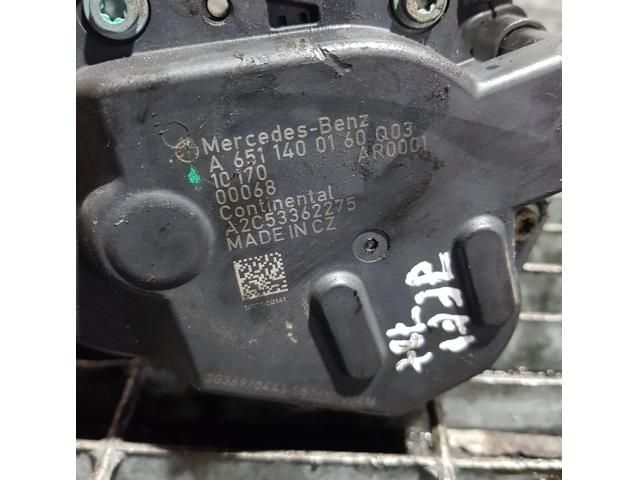 Mercedes-Benz
A 651 140 01 60 Q03
10170 AR0001
00068
Continental
A2C53362275
MADE IN CZ